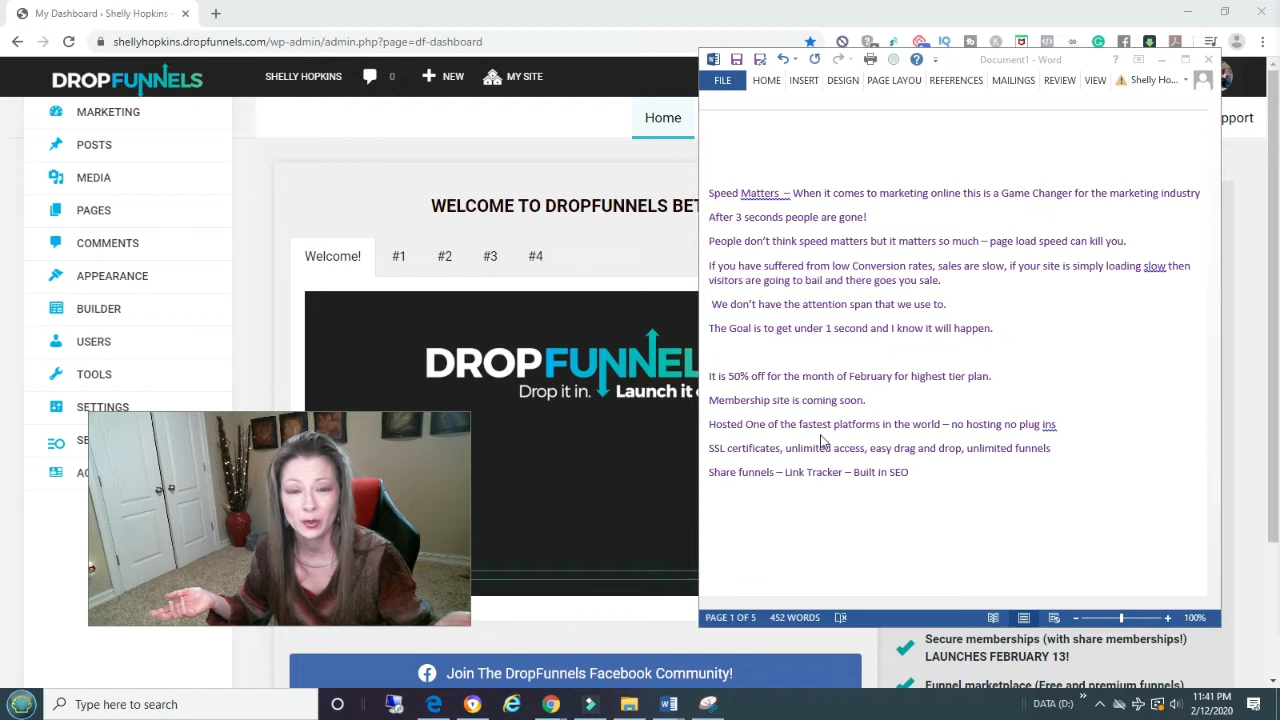 My Dashboard ‹ Shelly Hopkins –
shellyhopkins.dropfunnels.com/wp-admin/admin.php?page=df-dashboard
DROPFUNNELS
SHELLY HOPKINS
0
NEW
MY SITE
MARKETING
POSTS
MEDIA
PAGES
COMMENTS
APPEARANCE
BUILDER
USERS
TOOLS
SETTINGS
Home
pport
WELCOME TO DROPFUNNELS BET
Welcome!
#1
#2
#3
#4
DROPFUNNEL
Drop it in. Launch it
Join The DropFunnels Facebook Community!
Document1 - Word
FILE
HOME
INSERT
DESIGN
PAGE LAYOU
REFERENCES
MAILINGS
REVIEW
VIEW
Shelly Ho...
Speed Matters – When it comes to marketing online this is a Game Changer for the marketing industry
After 3 seconds people are gone!
People don't think speed matters but it matters so much – page load speed can kill you.
If you have suffered from low Conversion rates, sales are slow, if your site is simply loading slow then
visitors are going to bail and there goes you sale.
We don't have the attention span that we use to.
The Goal is to get under 1 second and I know it will happen.
It is 50% off for the month of February for highest tier plan.
Membership site is coming soon.
Hosted One of the fastest platforms in the world – no hosting no plug ins
SSL certificates, unlimited access, easy drag and drop, unlimited funnels
Share funnels – Link Tracker – Built in SEO
PAGE 1 OF 5
452 WORDS
100%
Secure memberships (with share memberships!)
LAUNCHES FEBRUARY 13!
Funnel marketplace (Free and premium funnels)
Type here to search
DATA (D:)
11:41 PM
2/12/2020